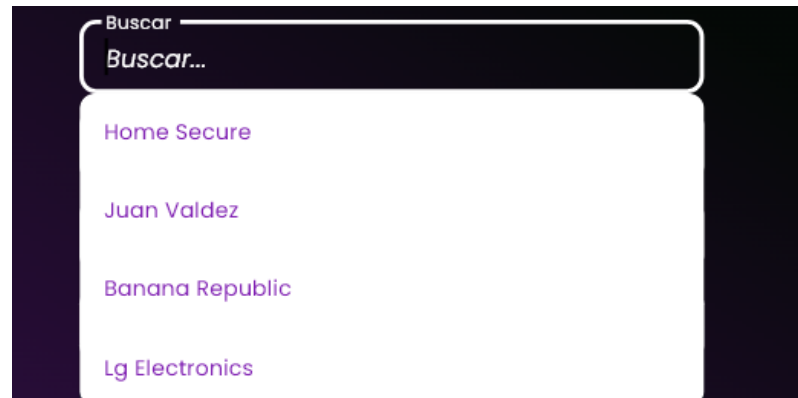 Buscar
Buscar...
Home Secure
Juan Valdez
Banana Republic
Lg Electronics